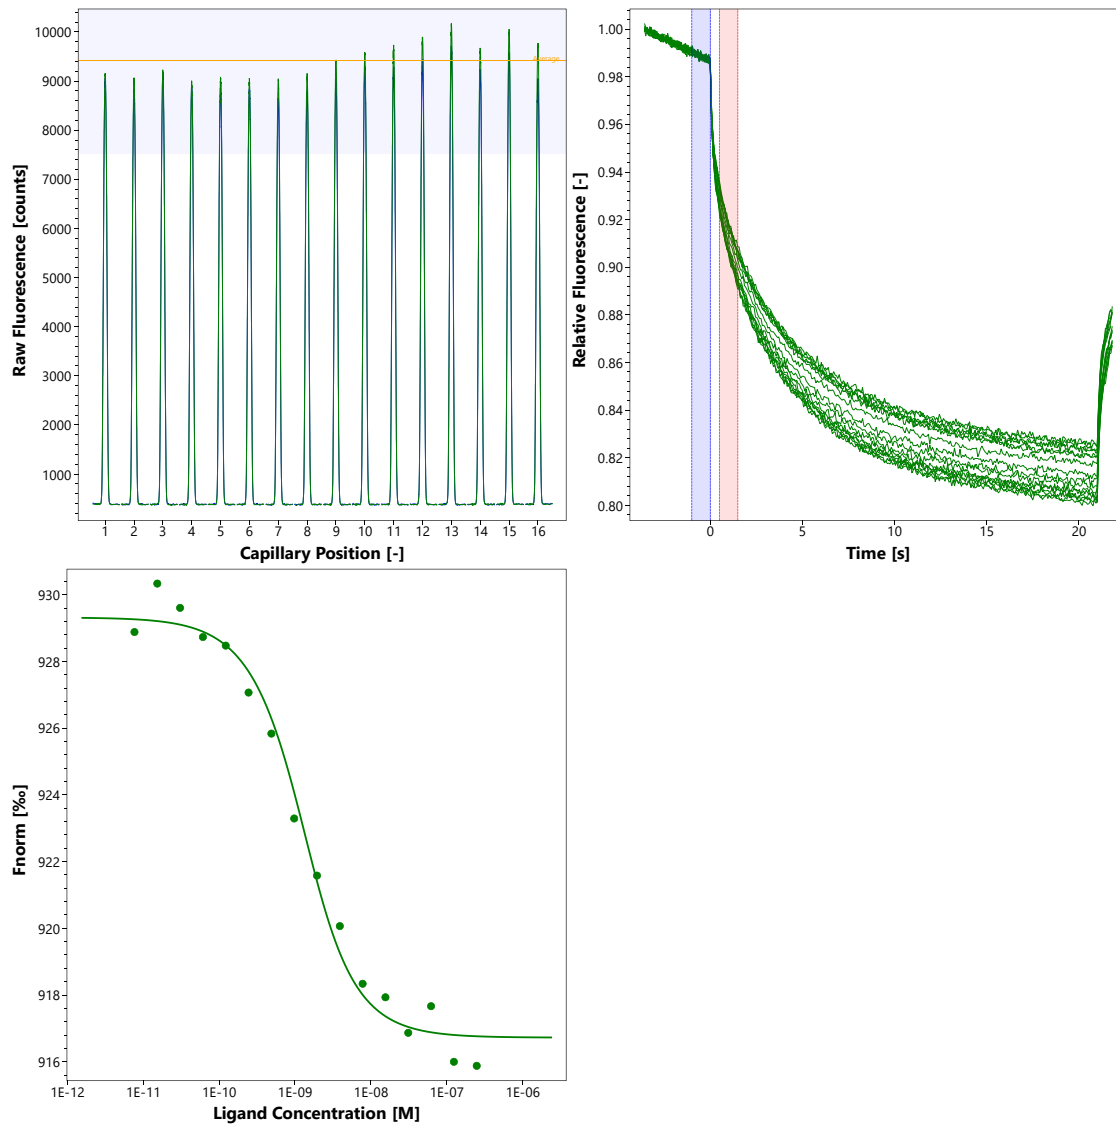 10000
9000
8000
7000
6000
5000
4000
3000
2000
1000
Raw Fluorescence [counts]
Average
1 2 3 4 5 6 7 8 9 10 11 12 13 14 15 16
Capillary Position [-]
1.00
0.98
0.96
0.94
0.92
0.90
0.88
0.86
0.84
0.82
0.80
Relative Fluorescence [-]
0 5 10 15 20
Time [s]
930
928
926
924
922
920
918
916
Fnorm [‰]
1E-12 1E-11 1E-10 1E-09 1E-08 1E-07 1E-06
Ligand Concentration [M]